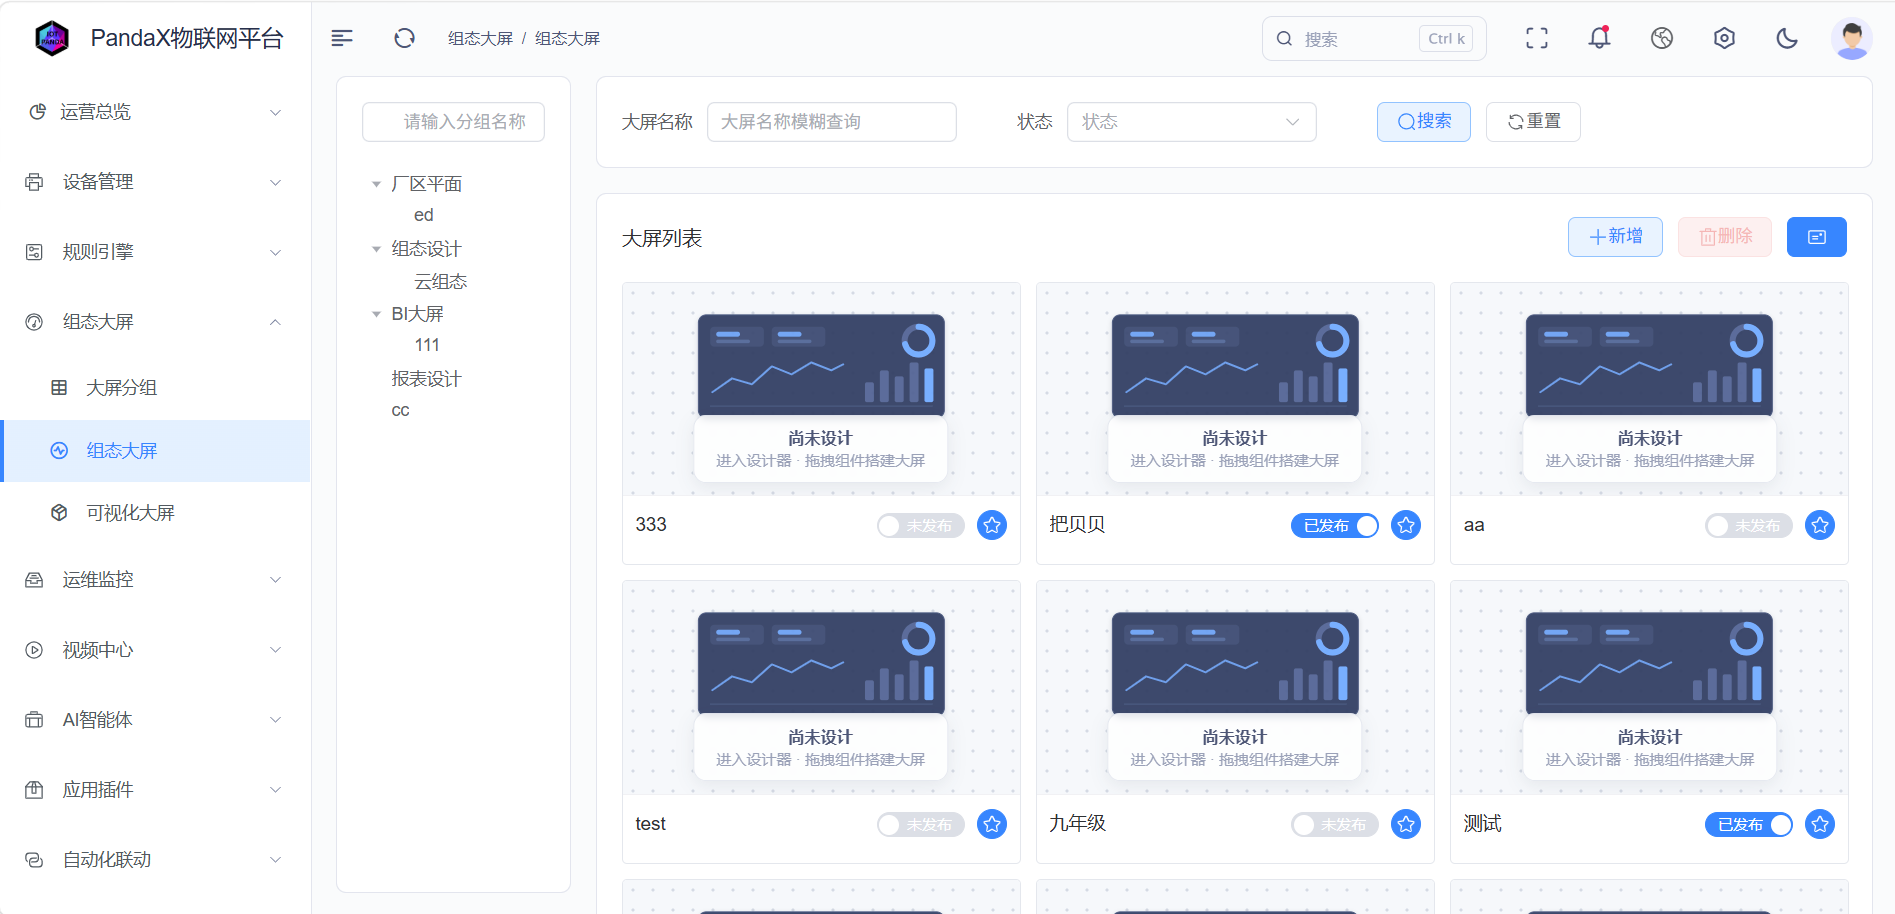 PandaX物联网平台
组态大屏 / 组态大屏
搜索
Ctrl k
运营总览
设备管理
规则引擎
组态大屏
大屏分组
组态大屏
可视化大屏
运维监控
视频中心
AI智能体
应用插件
自动化联动
请输入分组名称
厂区平面
ed
组态设计
云组态
BI大屏
111
报表设计
cc
大屏名称
大屏名称模糊查询
状态
状态
搜索
重置
大屏列表
新增
删除
尚未设计
进入设计器 · 拖拽组件搭建大屏
333
未发布
尚未设计
进入设计器 · 拖拽组件搭建大屏
把贝贝
已发布
尚未设计
进入设计器 · 拖拽组件搭建大屏
aa
未发布
尚未设计
进入设计器 · 拖拽组件搭建大屏
test
未发布
尚未设计
进入设计器 · 拖拽组件搭建大屏
九年级
未发布
尚未设计
进入设计器 · 拖拽组件搭建大屏
测试
已发布